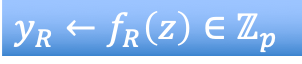 y_R ← f_R(z) ∈ ℤ_p